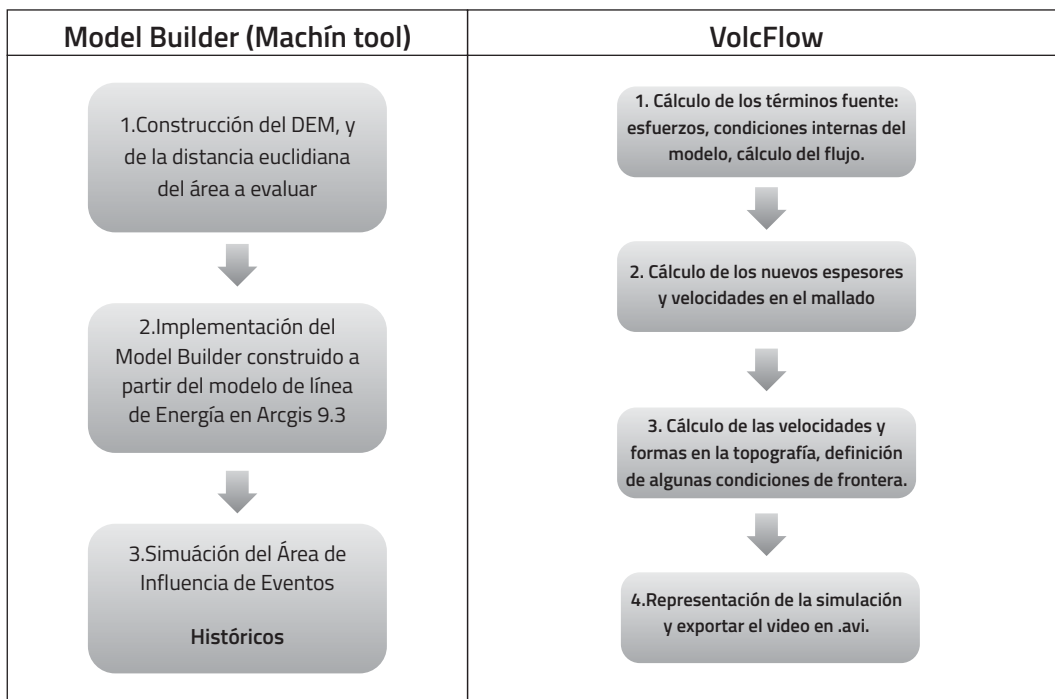 Model Builder (Machín tool)
1.Construcción del DEM, y
de la distancia euclidiana
del área a evaluar
2.Implementación del
Model Builder construido a
partir del modelo de línea
de Energía en Arcgis 9.3
3.Simuáción del Área de
Influencia de Eventos
Históricos
VolcFlow
1. Cálculo de los términos fuente:
esfuerzos, condiciones internas del
modelo, cálculo del flujo.
2. Cálculo de los nuevos espesores
y velocidades en el mallado
3. Cálculo de las velocidades y
formas en la topografía, definición
de algunas condiciones de frontera.
4.Representación de la simulación
y exportar el video en .avi.